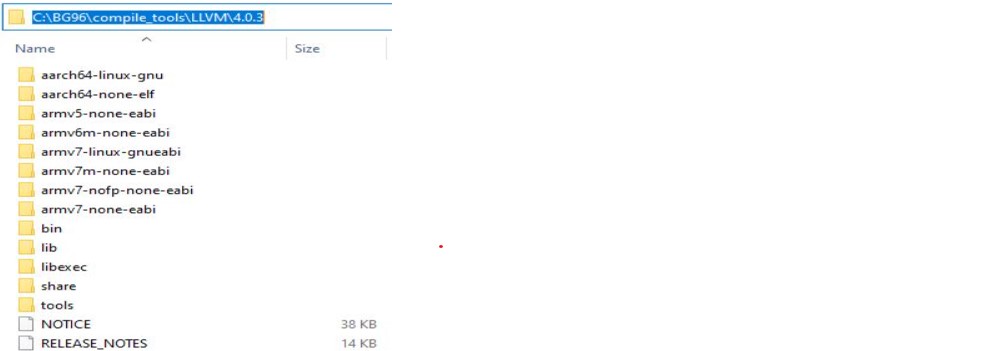 C:\BG96\compile_tools\LLVM\4.0.3
Name Size
aarch64-linux-gnu
aarch64-none-elf
armv5-none-eabi
armv6m-none-eabi
armv7-linux-gnueabi
armv7m-none-eabi
armv7-nofp-none-eabi
armv7-none-eabi
bin
lib
libexec
share
tools
NOTICE 38 KB
RELEASE_NOTES 14 KB